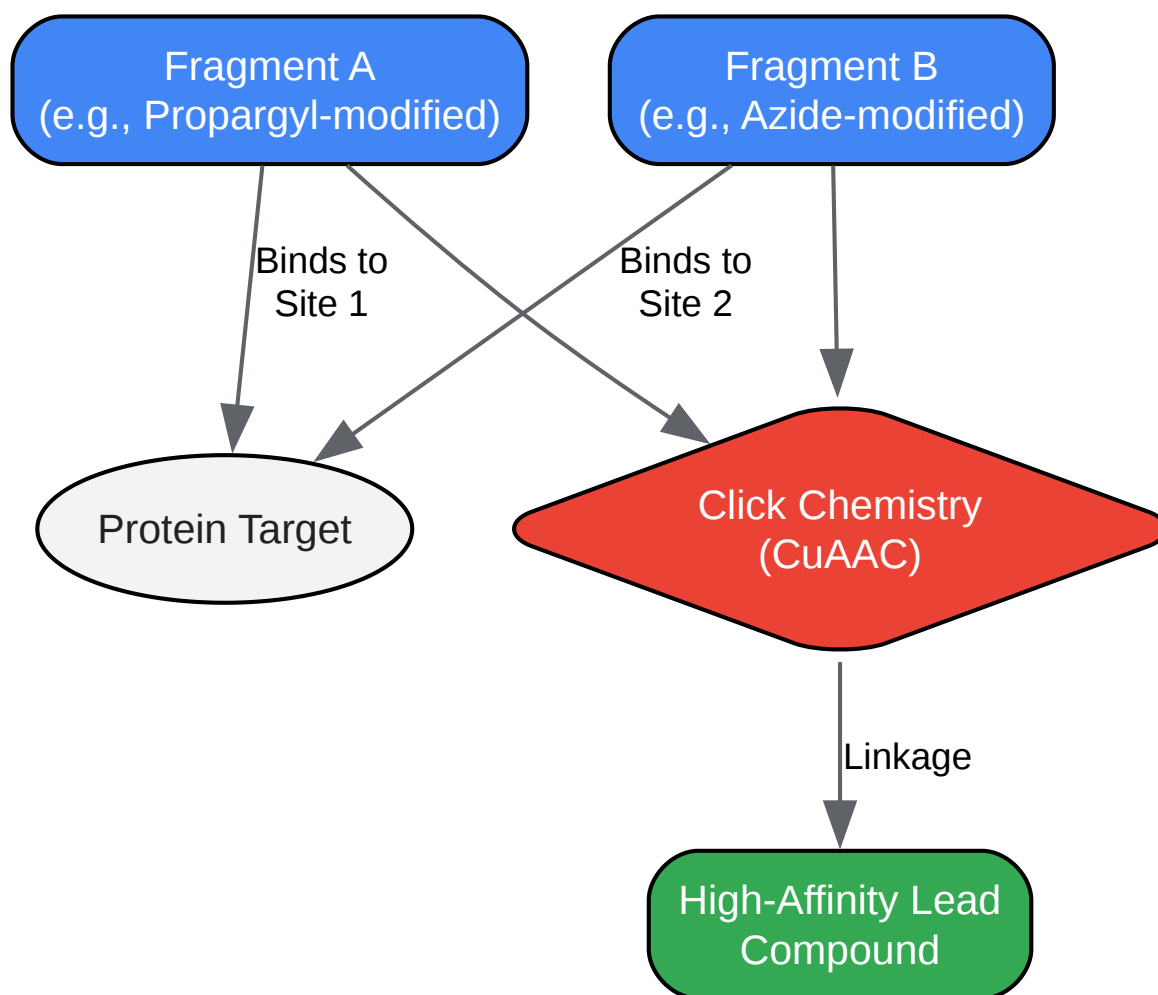 Fragment A
(e.g., Propargyl-modified)
Fragment B
(e.g., Azide-modified)
Binds to
Site 1
Binds to
Site 2
Protein Target
Click Chemistry
(CuAAC)
Linkage
High-Affinity Lead
Compound